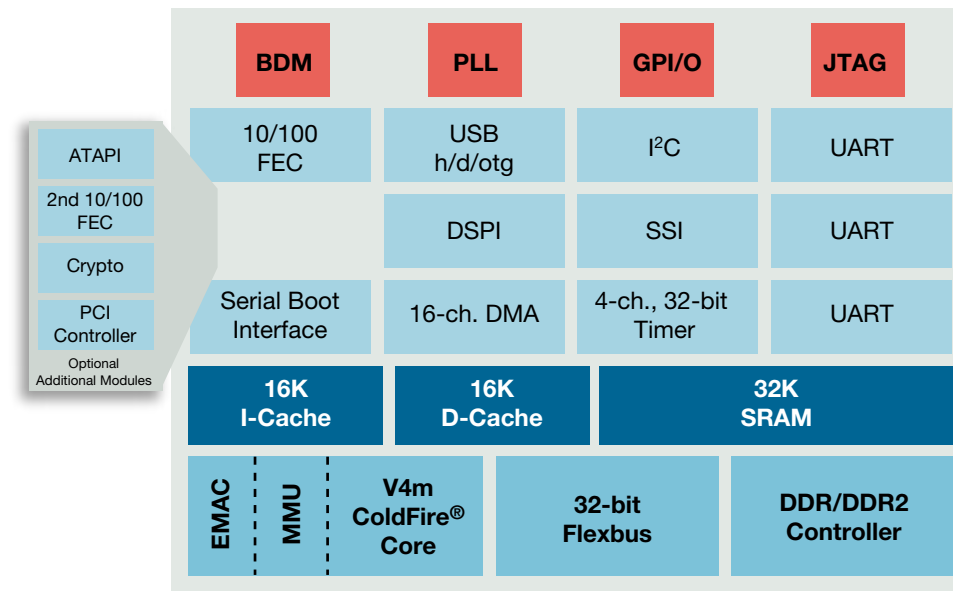 BDM
PLL
GPI/O
JTAG
10/100
FEC
USB
h/d/otg
I²C
UART
DSPI
SSI
UART
Serial Boot
Interface
16-ch. DMA
4-ch., 32-bit
Timer
UART
ATAPI
2nd 10/100
FEC
Crypto
PCI
Controller
Optional
Additional Modules
16K
I-Cache
16K
D-Cache
32K
SRAM
EMAC
MMU
V4m
ColdFire®
Core
32-bit
Flexbus
DDR/DDR2
Controller